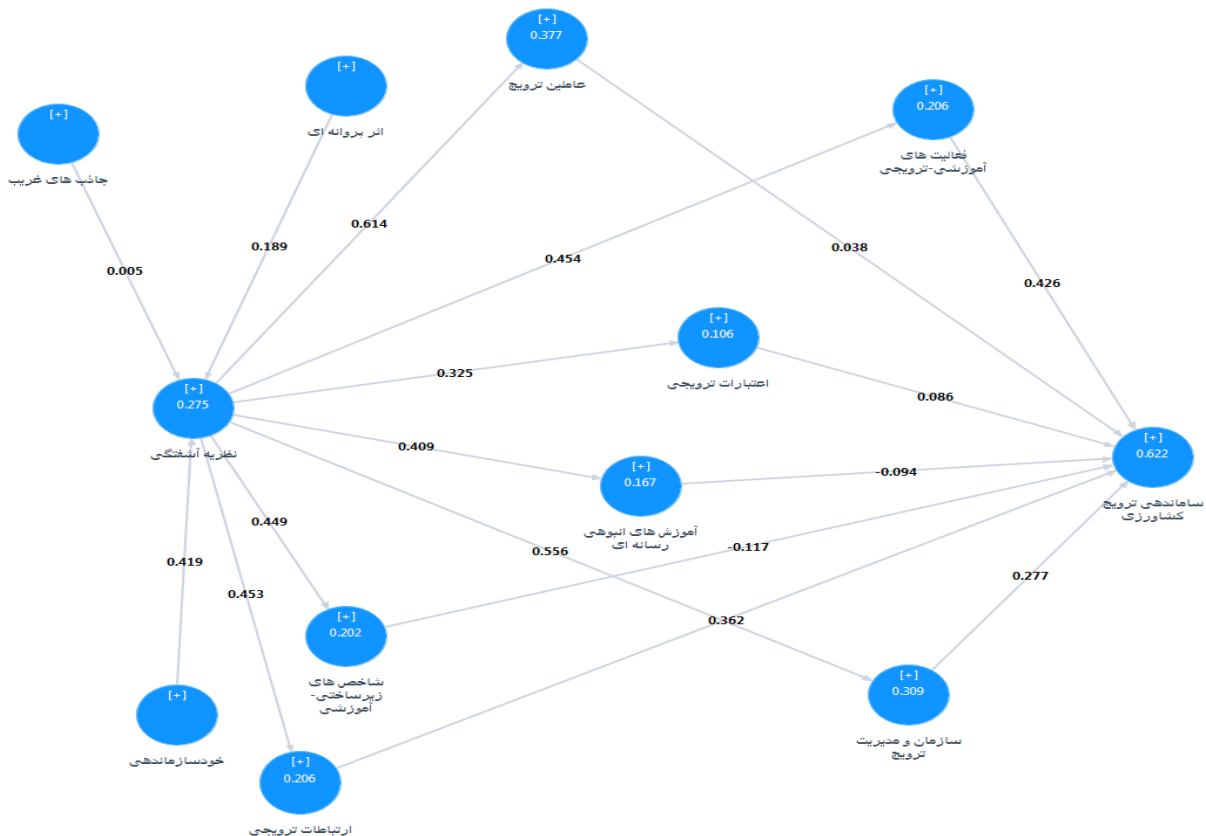 [+]
0.377
عاملین ترویج
[+]
اثر پروانه ای
[+]
0.206
فعالیت های
آموزشی-ترویجی
[+]
جاذب های غریب
0.614
0.189
0.038
0.454
0.005
0.426
[+]
0.106
اعتبارات ترویجی
0.325
0.086
[+]
0.275
نظریه آشفتگی
0.409
[+]
0.622
ساماندهی ترویج
کشاورزی
-0.094
[+]
0.167
آموزش های انبوهی
رسانه ای
0.449
0.556
-0.117
0.419
0.277
0.453
[+]
0.202
شاخص های
زیرساختی-
آموزشی
0.362
[+]
0.309
سازمان و مدیریت
ترویج
[+]
خودسازماندهی
[+]
0.206
ارتباطات ترویجی